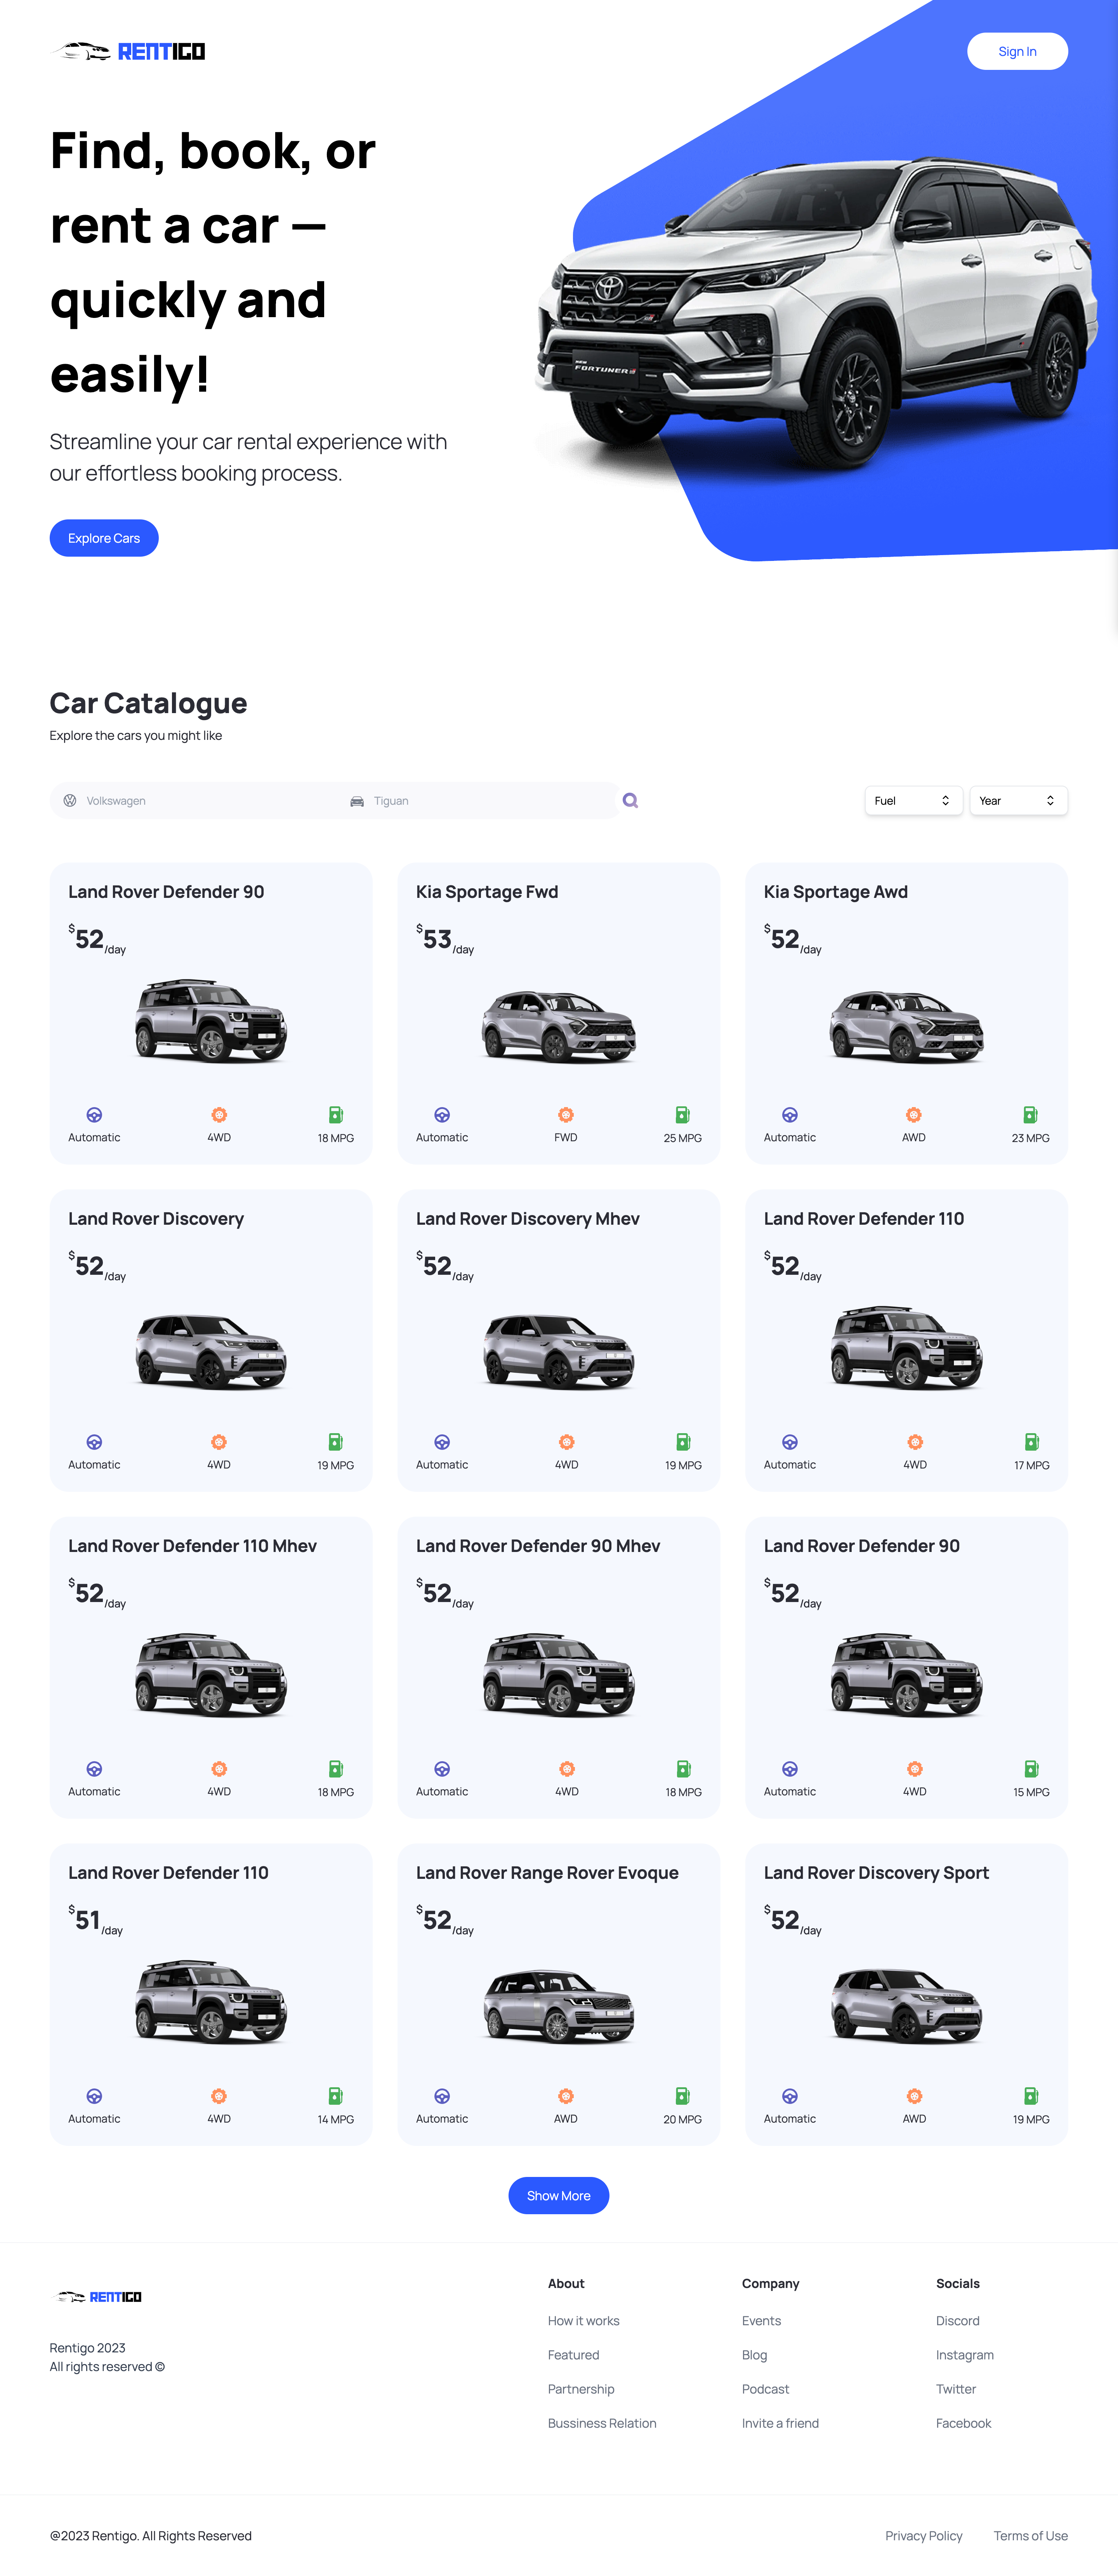 RENTIGO
Sign In
Find, book, or
rent a car —
quickly and
easily!
NEW
FORTUNER
Streamline your car rental experience with
our effortless booking process.
Explore Cars
Car Catalogue
Explore the cars you might like
Volkswagen
Tiguan
Fuel
Year
Land Rover Defender 90
$52/day
Automatic
4WD
18 MPG
Kia Sportage Fwd
$53/day
Automatic
FWD
25 MPG
Kia Sportage Awd
$52/day
Automatic
AWD
23 MPG
Land Rover Discovery
$52/day
Automatic
4WD
19 MPG
Land Rover Discovery Mhev
$52/day
Automatic
4WD
19 MPG
Land Rover Defender 110
$52/day
Automatic
4WD
17 MPG
Land Rover Defender 110 Mhev
$52/day
Automatic
4WD
18 MPG
Land Rover Defender 90 Mhev
$52/day
Automatic
4WD
18 MPG
Land Rover Defender 90
$52/day
Automatic
4WD
15 MPG
Land Rover Defender 110
$51/day
Automatic
4WD
14 MPG
Land Rover Range Rover Evoque
$52/day
Automatic
AWD
20 MPG
Land Rover Discovery Sport
$52/day
Automatic
AWD
19 MPG
Show More
RENTIGO
Rentigo 2023
All rights reserved ©
About
How it works
Featured
Partnership
Bussiness Relation
Company
Events
Blog
Podcast
Invite a friend
Socials
Discord
Instagram
Twitter
Facebook
@2023 Rentigo. All Rights Reserved
Privacy Policy
Terms of Use